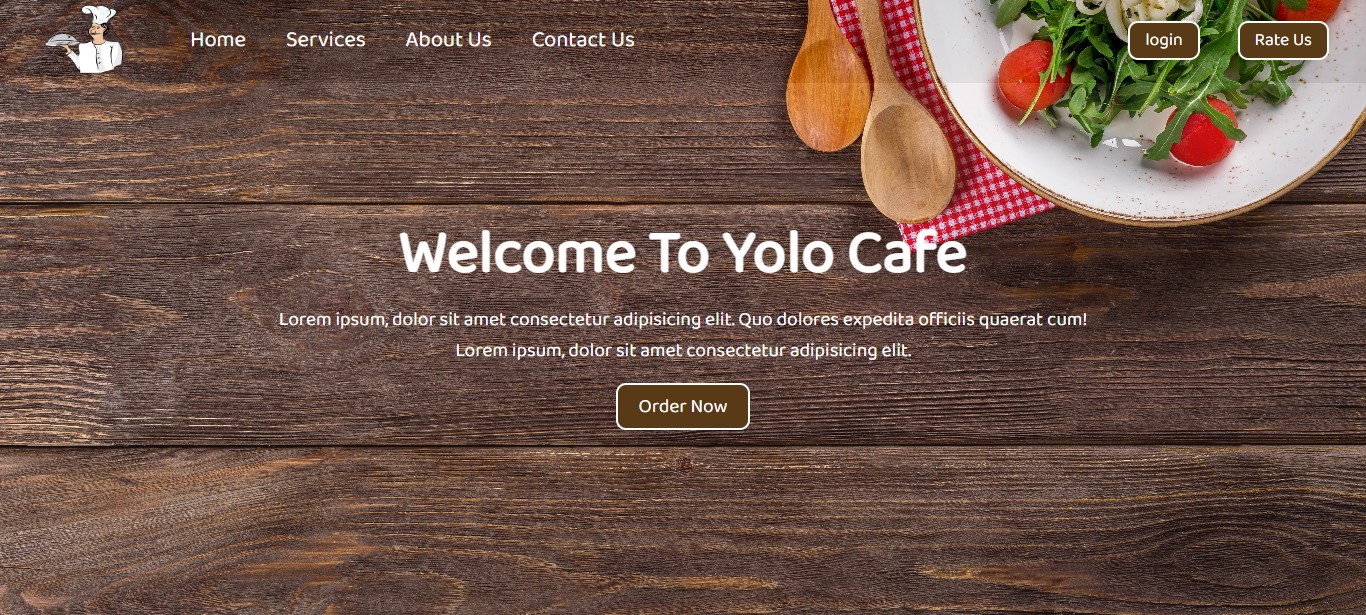 Home Services About Us Contact Us login Rate Us
Welcome To Yolo Cafe
Lorem ipsum, dolor sit amet consectetur adipisicing elit. Quo dolores expedita officiis quaerat cum!
Lorem ipsum, dolor sit amet consectetur adipisicing elit.
Order Now